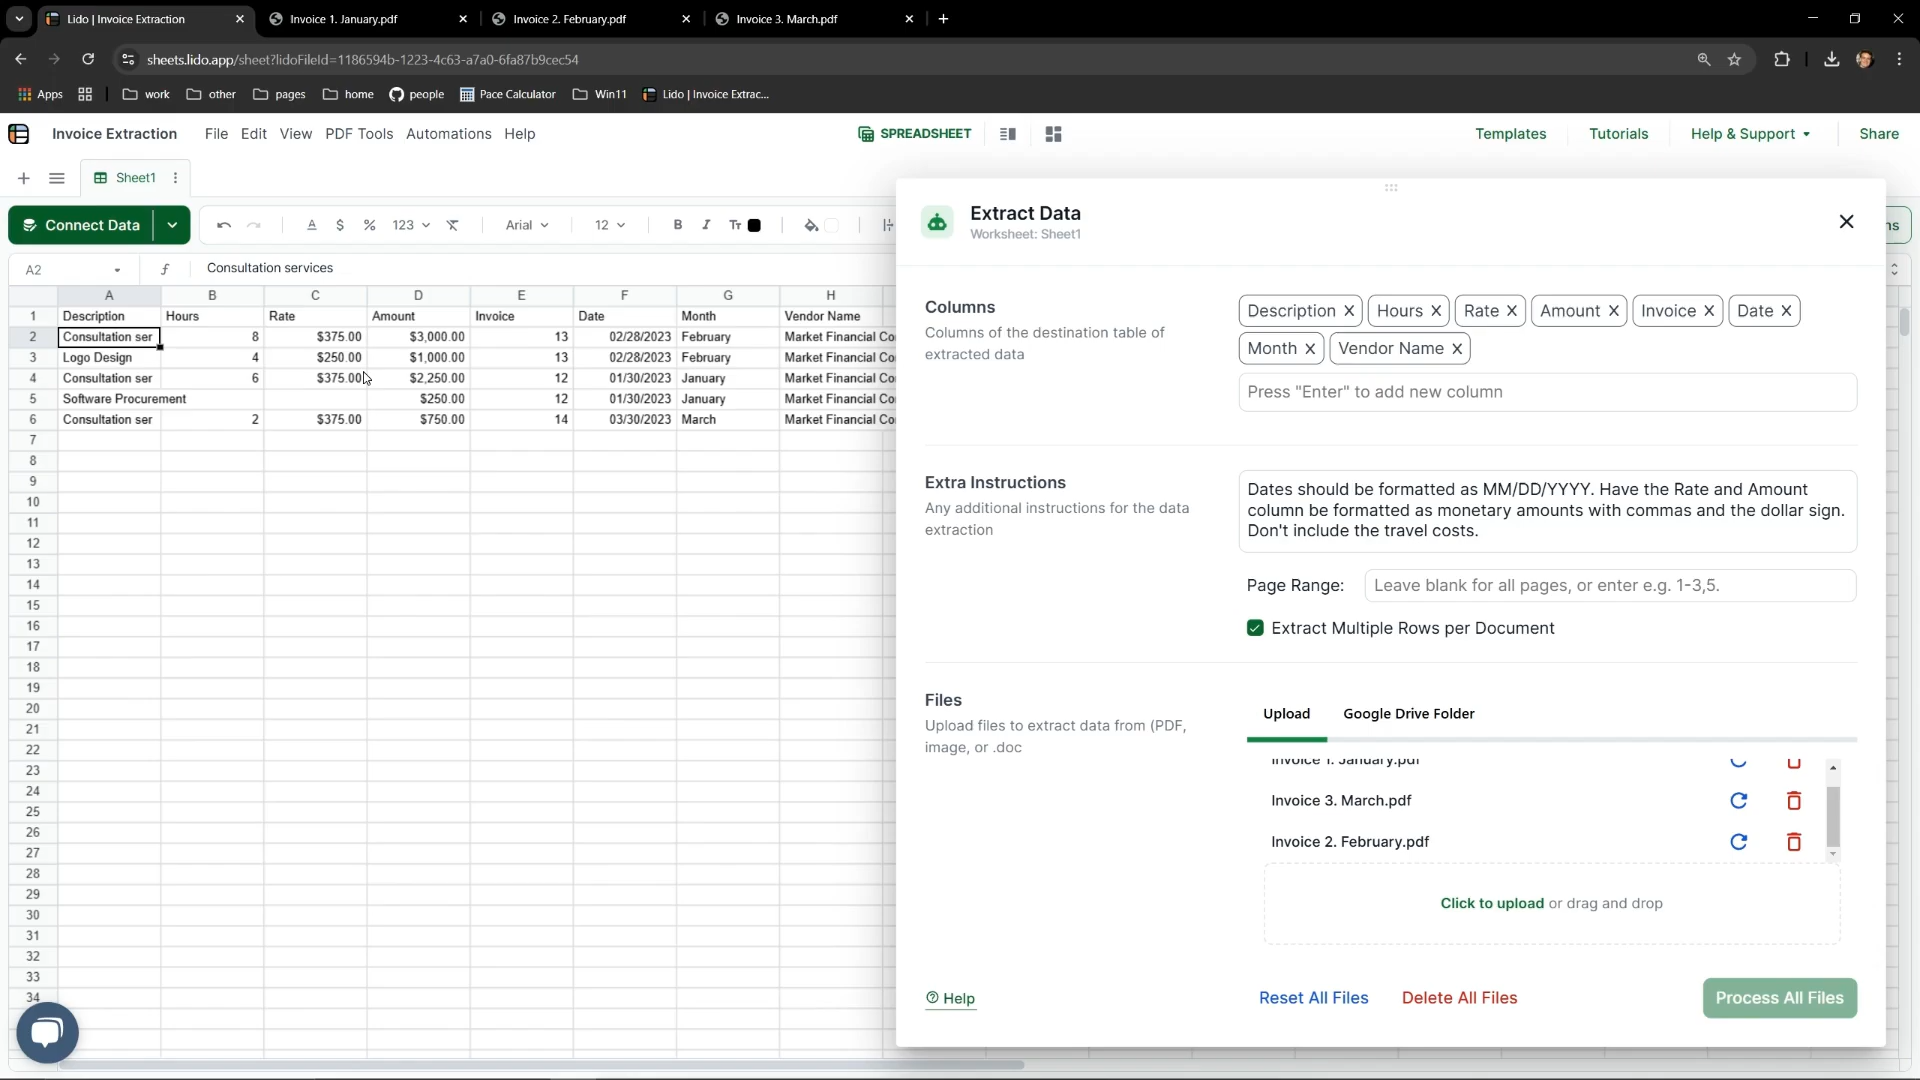 Lido | Invoice Extraction
Invoice 1. January.pdf
Invoice 2. February.pdf
Invoice 3. March.pdf
sheets.lido.app/sheet?lidoFileId=1186594b-1223-4c63-a7a0-6fa87b9cec54
Apps
work
other
pages
home
people
Pace Calculator
Win11
Lido | Invoice Extrac...
Invoice Extraction
File
Edit
View
PDF Tools
Automations
Help
SPREADSHEET
Templates
Tutorials
Help & Support
Share
Sheet1
Connect Data
$
%
123
Arial
12
B
I
A2
f
Consultation services
A B C D E F G H
1 Description Hours Rate Amount Invoice Date Month Vendor Name
2 Consultation ser 8 $375.00 $3,000.00 13 02/28/2023 February Market Financial Co
3 Logo Design 4 $250.00 $1,000.00 13 02/28/2023 February Market Financial Co
4 Consultation ser 6 $375.00 $2,250.00 12 01/30/2023 January Market Financial Co
5 Software Procurement $250.00 12 01/30/2023 January Market Financial Co
6 Consultation ser 2 $375.00 $750.00 14 03/30/2023 March Market Financial Co
7
8
9
10
11
12
13
14
15
16
17
18
19
20
21
22
23
24
25
26
27
28
29
30
31
32
33
34
Extract Data
Worksheet: Sheet1
ns
Columns
Columns of the destination table of
extracted data
Description
Hours
Rate
Amount
Invoice
Date
Month
Vendor Name
Press "Enter" to add new column
Extra Instructions
Any additional instructions for the data
extraction
Dates should be formatted as MM/DD/YYYY. Have the Rate and Amount
column be formatted as monetary amounts with commas and the dollar sign.
Don't include the travel costs.
Page Range:
Leave blank for all pages, or enter e.g. 1-3,5.
Extract Multiple Rows per Document
Files
Upload files to extract data from (PDF,
image, or .doc
Upload
Google Drive Folder
Invoice 1. January.pdf
Invoice 3. March.pdf
Invoice 2. February.pdf
Click to upload or drag and drop
Help
Reset All Files
Delete All Files
Process All Files